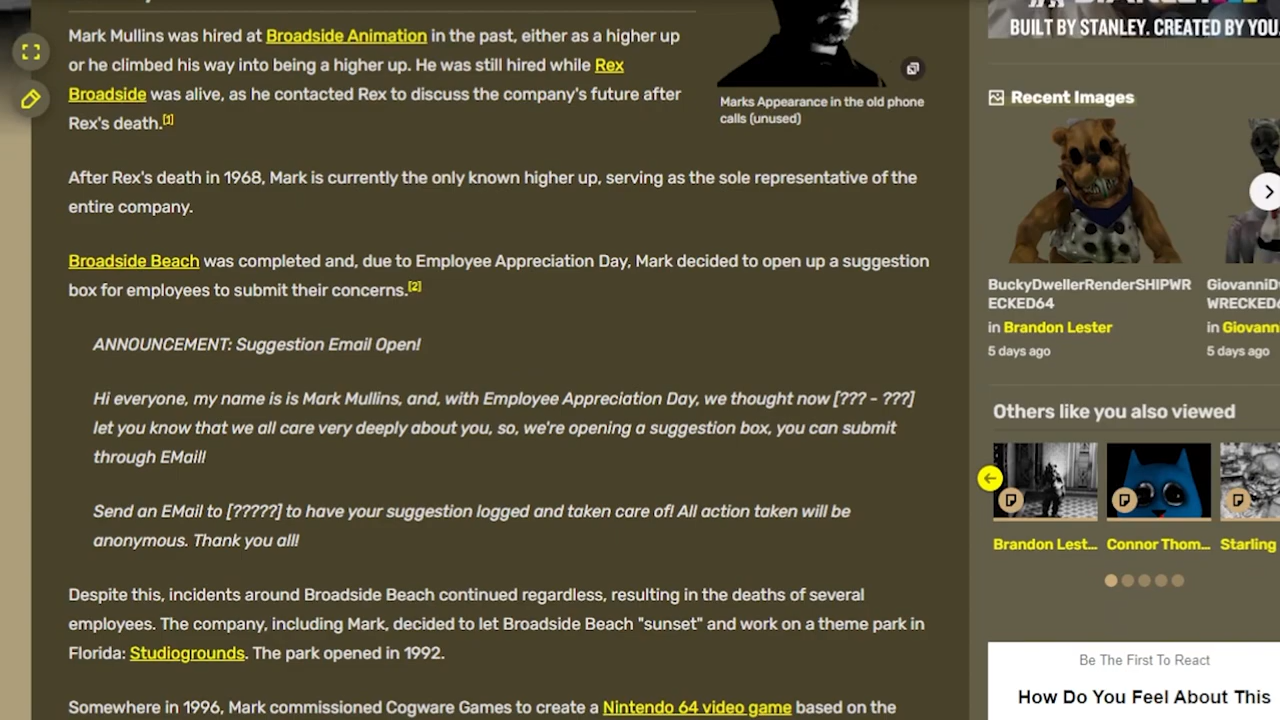 Mark Mullins was hired at Broadside Animation in the past, either as a higher up
or he climbed his way into being a higher up. He was still hired while Rex
Broadside was alive, as he contacted Rex to discuss the company's future after
Rex's death.[1]
Marks Appearance in the old phone
calls (unused)
After Rex's death in 1968, Mark is currently the only known higher up, serving as the sole representative of the
entire company.
Broadside Beach was completed and, due to Employee Appreciation Day, Mark decided to open up a suggestion
box for employees to submit their concerns.[2]
ANNOUNCEMENT: Suggestion Email Open!
Hi everyone, my name is is Mark Mullins, and, with Employee Appreciation Day, we thought now [??? - ???]
let you know that we all care very deeply about you, so, we're opening a suggestion box, you can submit
through EMail!
Send an EMail to [?????] to have your suggestion logged and taken care of! All action taken will be
anonymous. Thank you all!
Despite this, incidents around Broadside Beach continued regardless, resulting in the deaths of several
employees. The company, including Mark, decided to let Broadside Beach "sunset" and work on a theme park in
Florida: Studiogrounds. The park opened in 1992.
Somewhere in 1996, Mark commissioned Cogware Games to create a Nintendo 64 video game based on the
BUILT BY STANLEY. CREATED BY YOU.
Recent Images
BuckyDwellerRenderSHIPWR
ECKED64
in Brandon Lester
5 days ago
GiovanniD
WRECKED64
in Giovann
5 days ago
Others like you also viewed
Brandon Lest...
Connor Thom...
Starling
Be The First To React
How Do You Feel About This